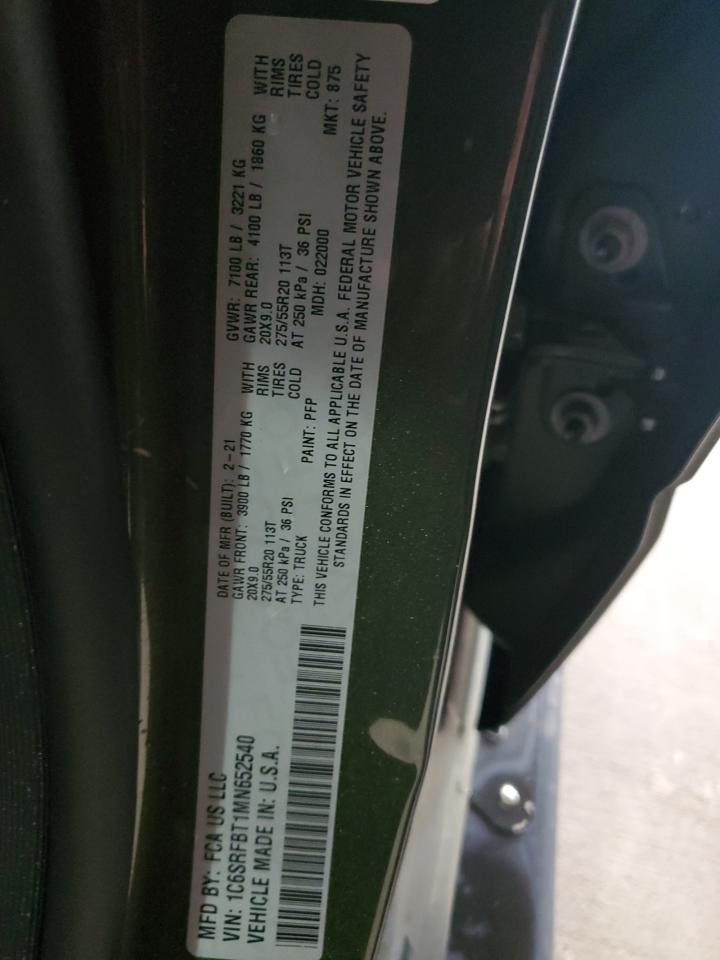 MFD BY: FCA US LLC
VIN: 1C6SRFBT1MN652540
VEHICLE MADE IN: U.S.A.
DATE OF MFR (BUILT): 2-21
GAWR FRONT: 3900 LB / 1770 KG WITH
20X9.0 RIMS
275/55R20 113T TIRES
AT 250 kPa / 36 PSI COLD
TYPE: TRUCK PAINT: PFP
GVWR: 7100 LB / 3221 KG
GAWR REAR: 4100 LB / 1860 KG WITH
20X9.0 RIMS
275/55R20 113T TIRES
AT 250 kPa / 36 PSI COLD
MDH: 022000 MKT: 875
THIS VEHICLE CONFORMS TO ALL APPLICABLE U.S.A. FEDERAL MOTOR VEHICLE SAFETY
STANDARDS IN EFFECT ON THE DATE OF MANUFACTURE SHOWN ABOVE.